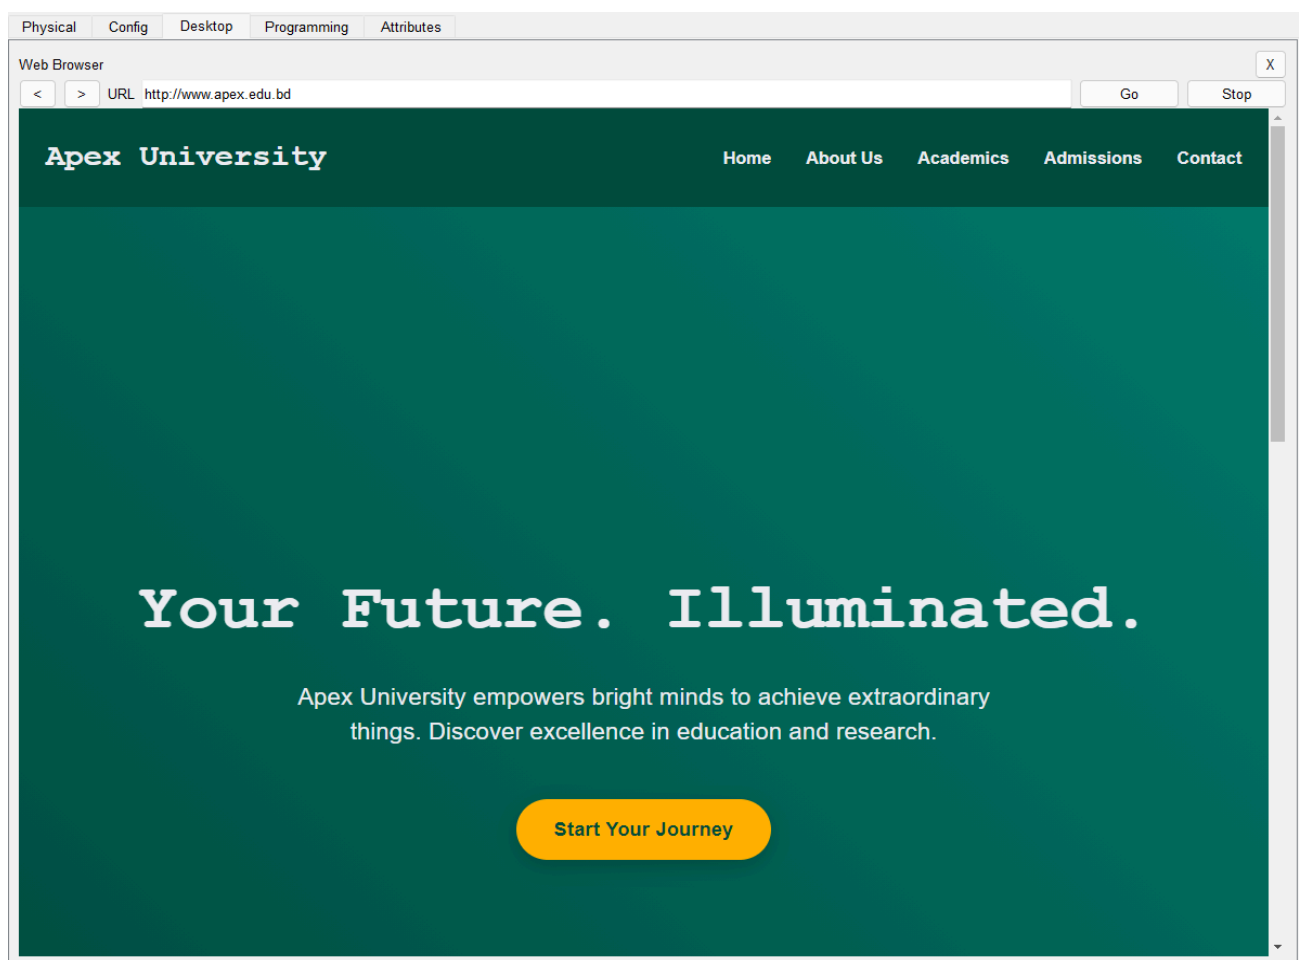 Physical Config Desktop Programming Attributes
Web Browser X
< > URL http://www.apex.edu.bd Go Stop
Apex University Home About Us Academics Admissions Contact
Your Future. Illuminated.
Apex University empowers bright minds to achieve extraordinary
things. Discover excellence in education and research.
Start Your Journey